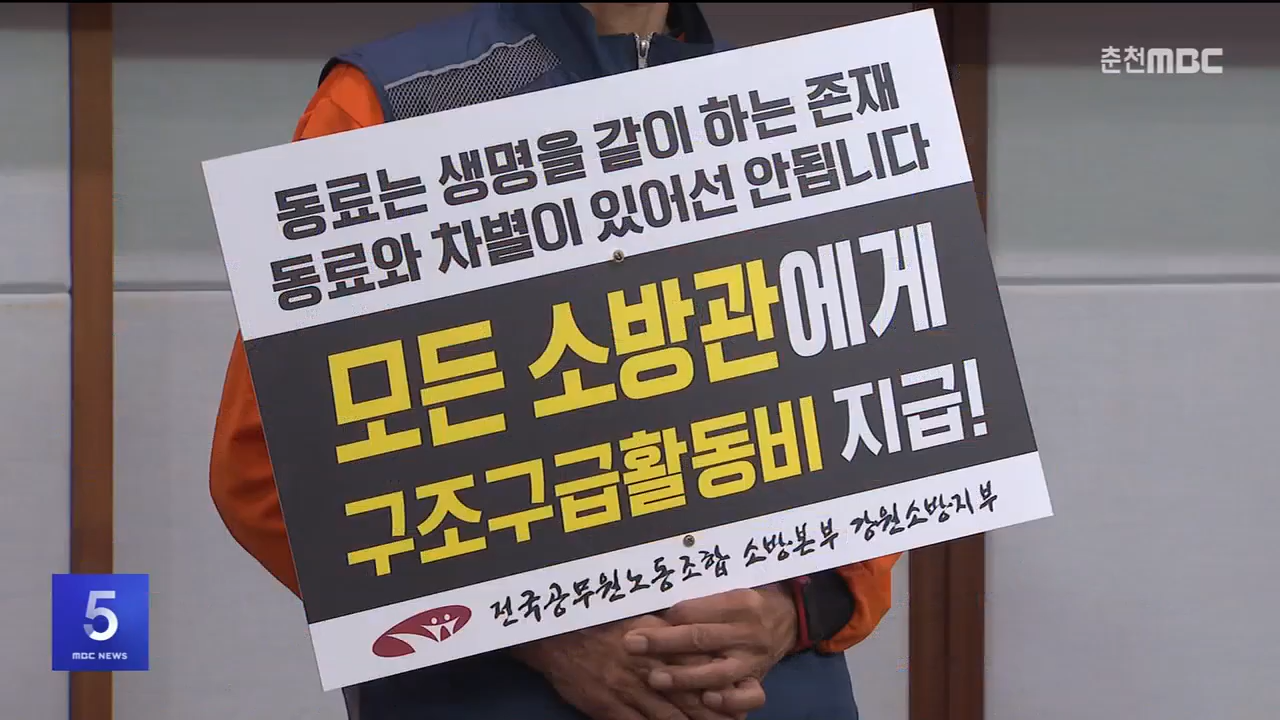 춘천MBC
동료는 생명을 같이 하는 존재
동료와 차별이 있어선 안됩니다
모든 소방관에게
구조구급활동비 지급!
전국공무원노동조합 소방본부 강원소방지부
5
MBC NEWS